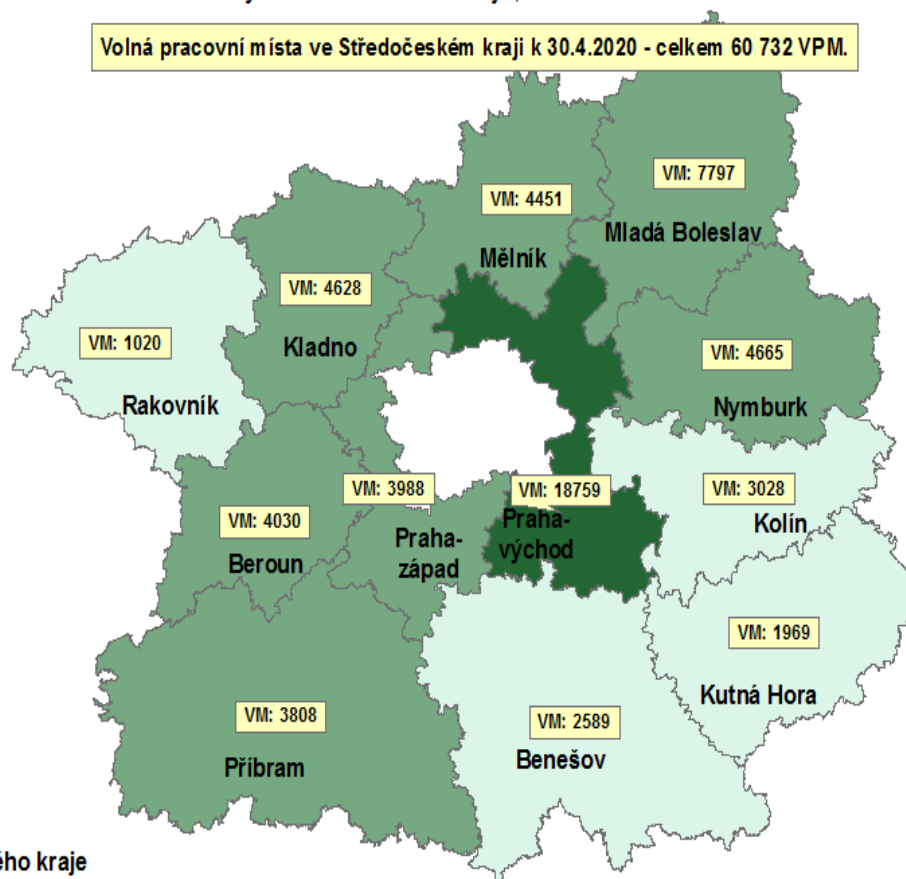 Volná pracovní místa ve Středočeském kraji k 30.4.2020 - celkem 60 732 VPM.
VM: 7797
Mladá Boleslav
VM: 4451
Mělník
VM: 4628
Kladno
VM: 1020
Rakovník
VM: 4665
Nymburk
VM: 3988
Praha-
západ
VM: 18759
Praha-
východ
VM: 3028
Kolín
VM: 4030
Beroun
VM: 1969
Kutná Hora
VM: 3808
Příbram
VM: 2589
Benešov
ého kraje